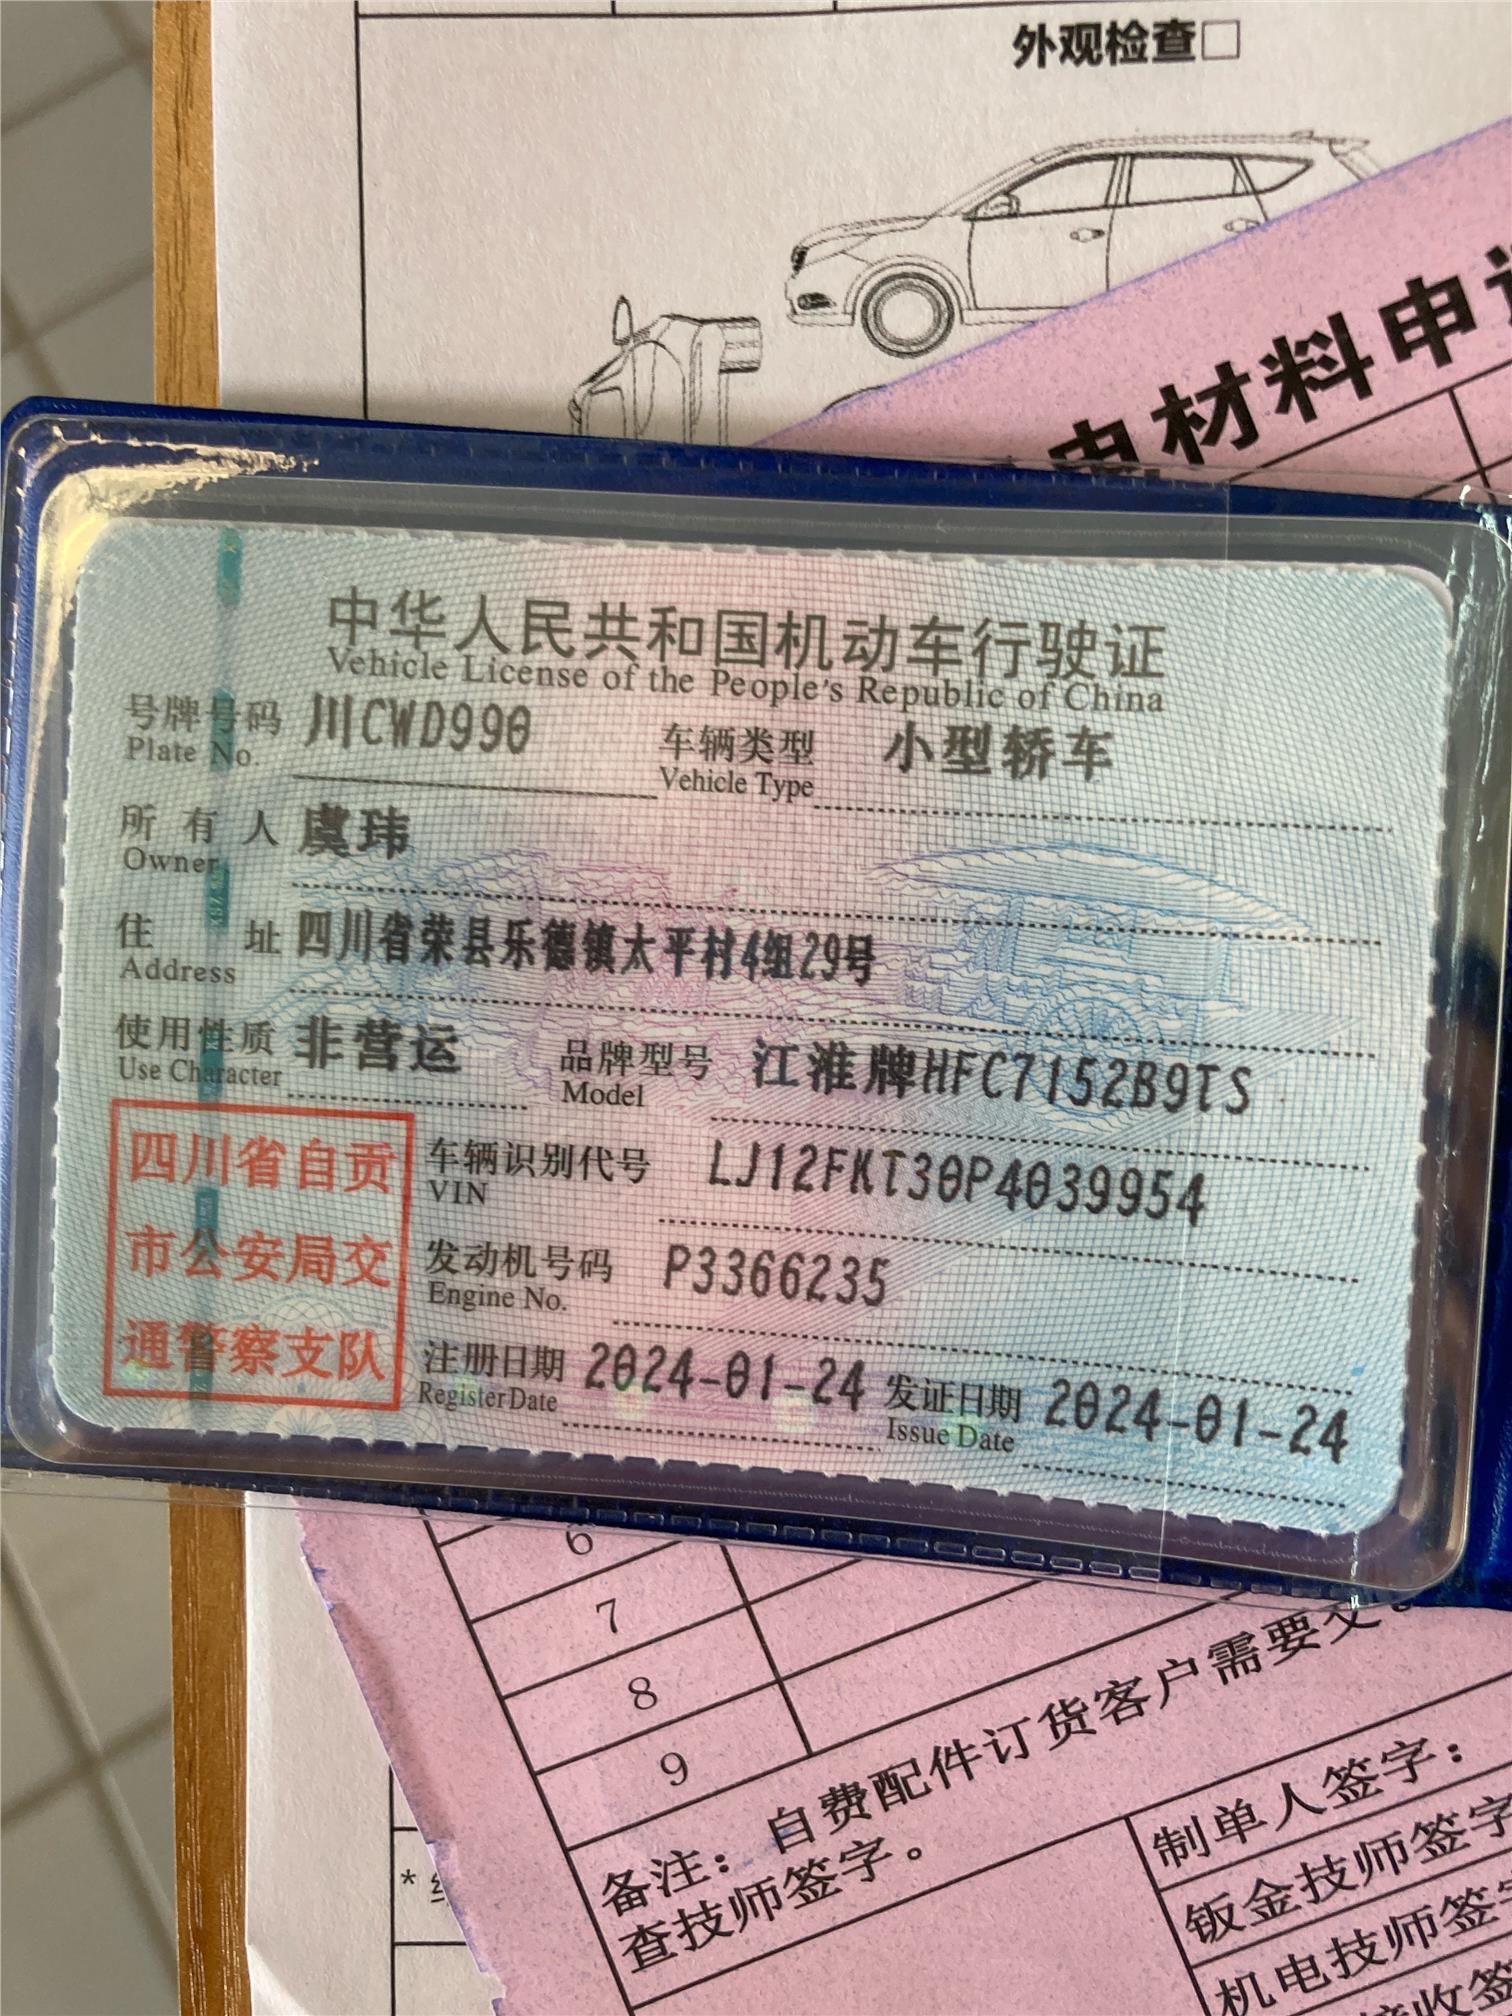 外观检查□
电材料申
中华人民共和国机动车行驶证
Vehicle License of the People's Republic of China
号牌号码 川CWD990 车辆类型 小型轿车
Plate No. Vehicle Type
所有人 虞玮
Owner
住址 四川省荣县乐德镇太平村4组29号
Address
使用性质 非营运 品牌型号 江淮牌HFC7152B9TS
Use Character Model
四川省自贡
市公安局交
通警察支队
车辆识别代号 LJ12FKT30P4039954
VIN
发动机号码 P3366235
Engine No.
注册日期 2024-01-24 发证日期 2024-01-24
Register Date Issue Date
6
7
8
9
备注：自费配件订货客户需要交
查技师签字。
制单人签字：
钣金技师签字
机电技师签字
接收签
*